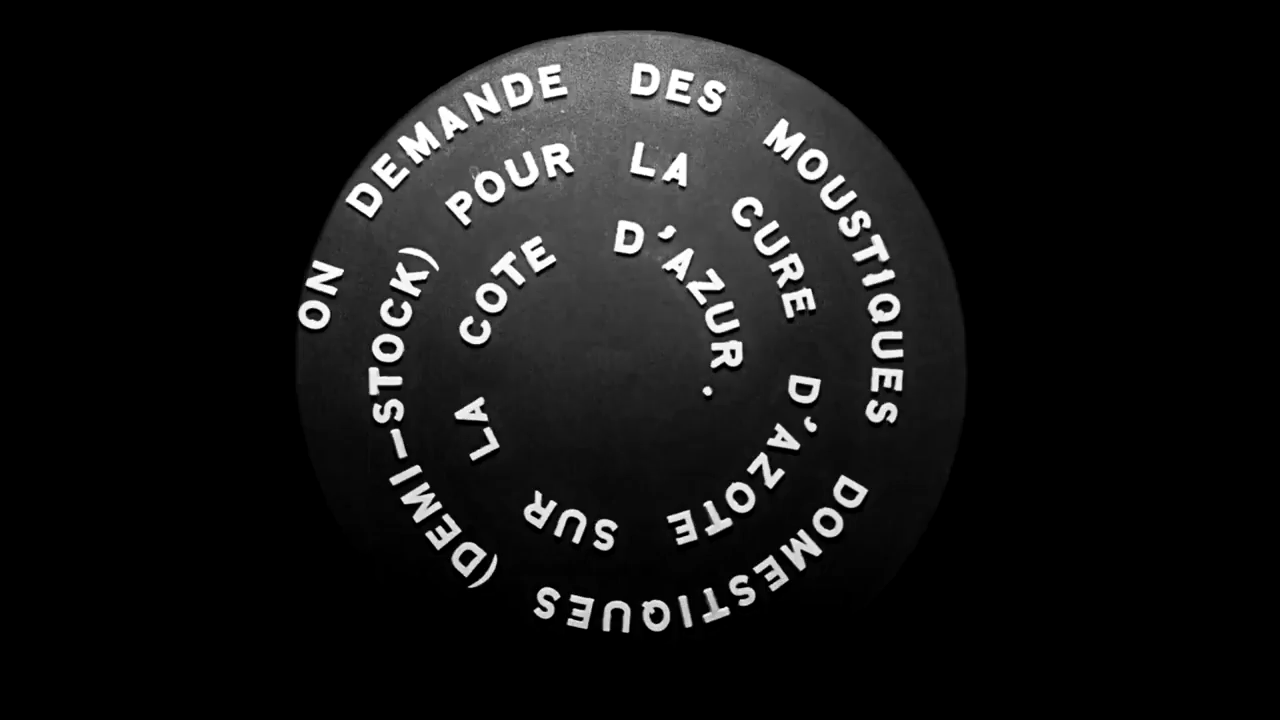 ON DEMANDE DES MOUSTIQUES DOMESTIQUES (DEMI—STOCK) POUR LA CURE D'AZOTE SUR LA COTE D'AZUR.